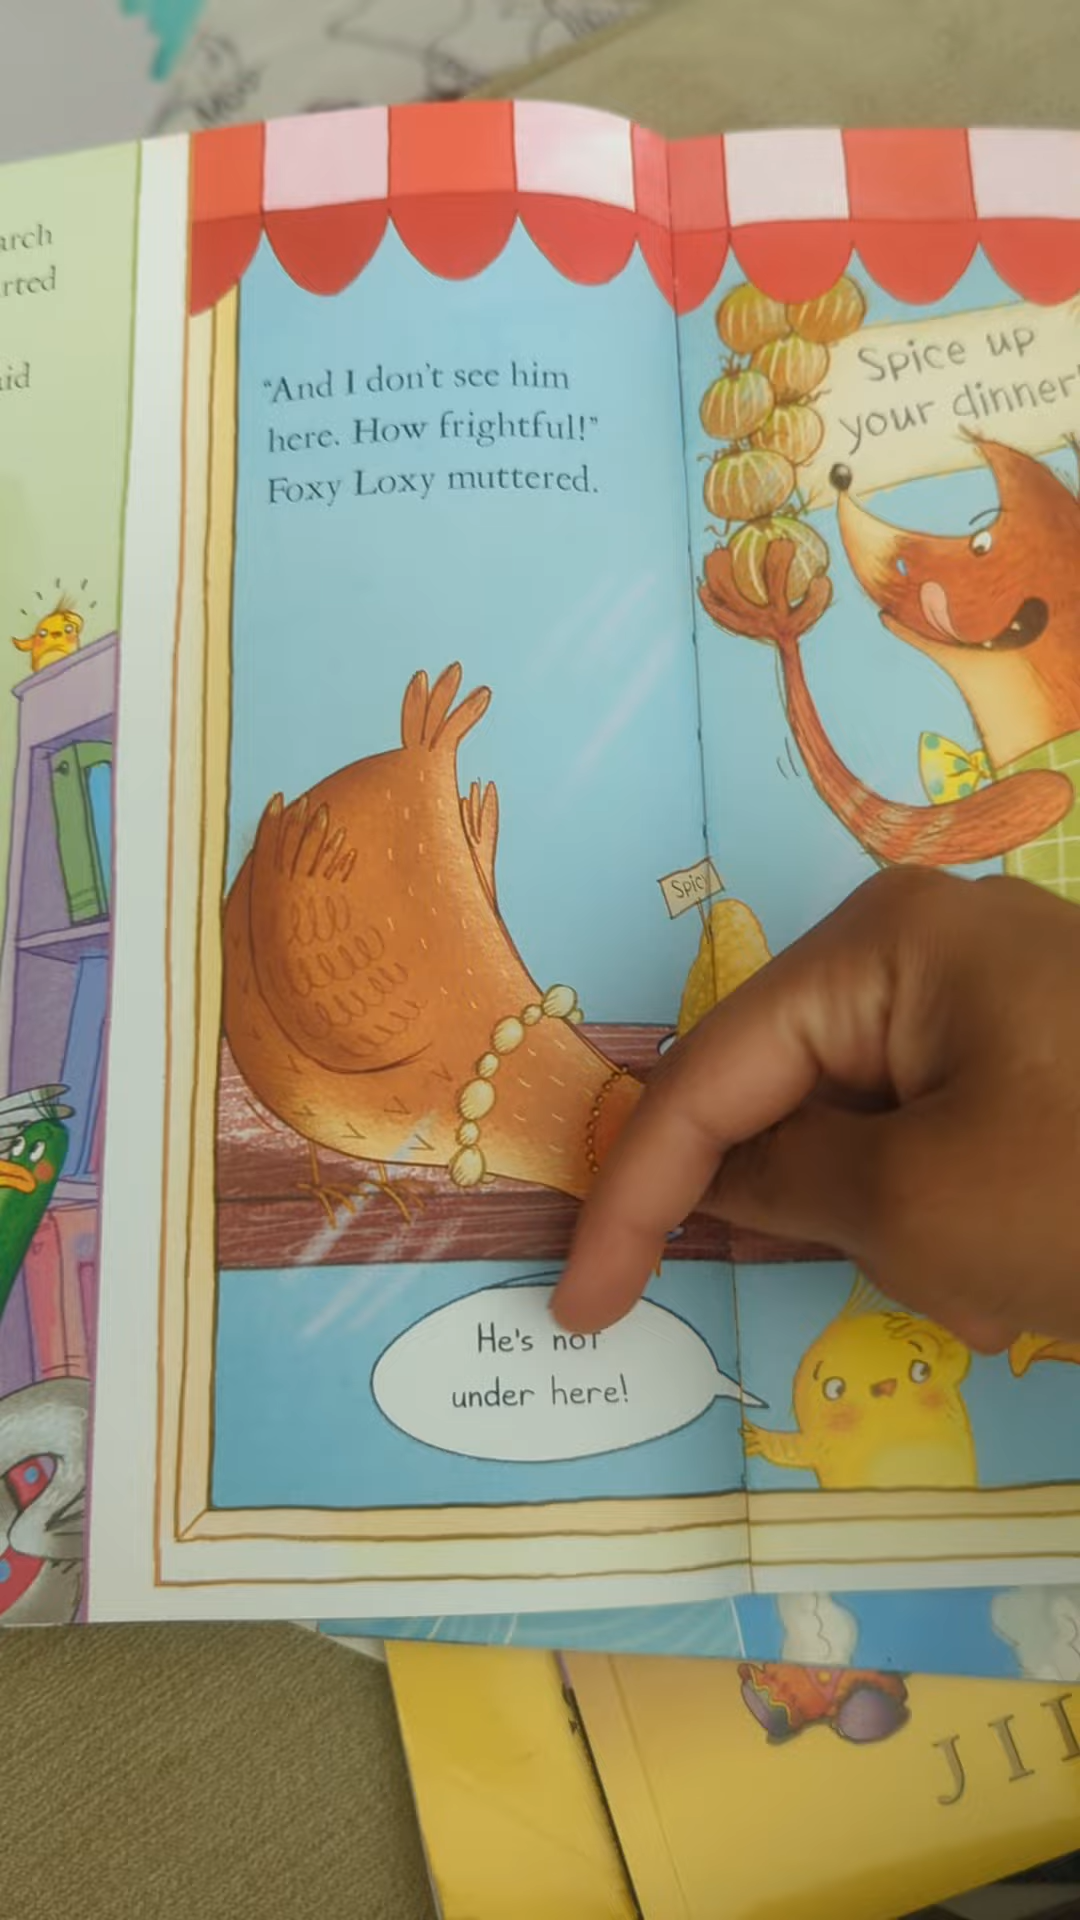 arch
rted
aid
"And I don't see him
here. How frightful!"
Foxy Loxy muttered.
Spice up
your dinner!
Spicy
He's not
under here!
JIL